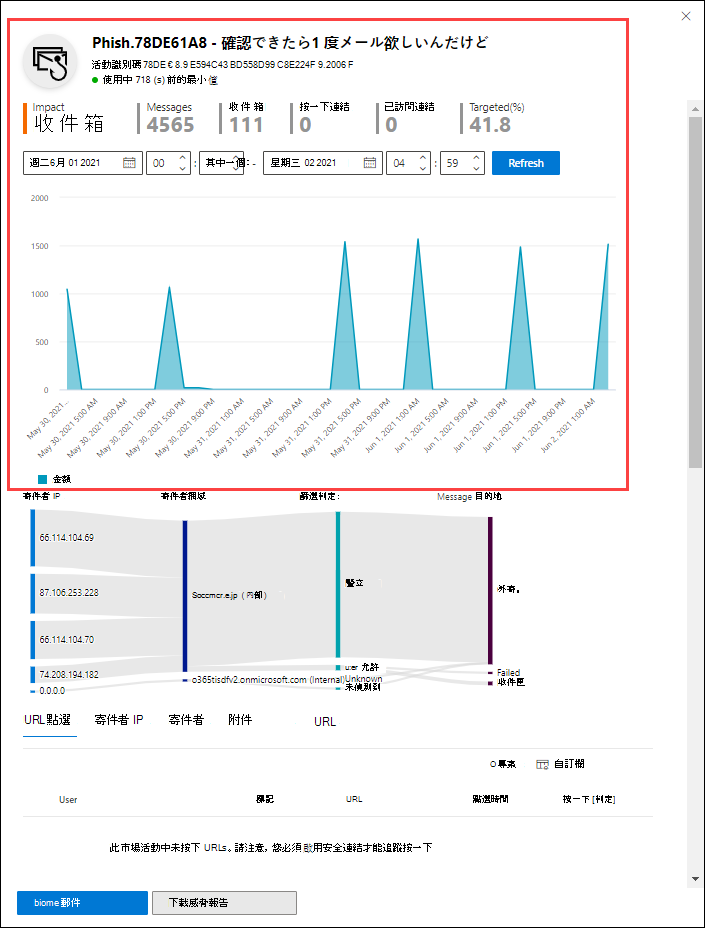 Phish.78DE61A8 - 確認できたら1 度メール欲しいんだけど
活動識別碼 78DE € 8.9 E594C43 BD558D99 C8E224F 9.2006 F
使用中 718 (s) 前的最小 值
Impact
收件箱
Messages
4565
收件箱
111
按一下連結
0
已訪問連結
0
Targeted(%)
41.8
週二6月 01 2021
00
:
其中一個: -
星期三 02 2021
04
:
59
Refresh
2000
1500
1000
500
0
May 30, 2021...
May 30, 2021 5:00 AM
May 30, 2021 9:00 AM
May 30, 2021 1:00 PM
May 30, 2021 5:00 PM
May 30, 2021 9:00 PM
May 31, 2021 1:00 AM
May 31, 2021 5:00 AM
May 31, 2021 9:00 AM
May 31, 2021 1:00 PM
May 31, 2021 5:00 PM
May 31, 2021 9:00 PM
Jun 1, 2021 1:00 AM
Jun 1, 2021 5:00 AM
Jun 1, 2021 9:00 AM
Jun 1, 2021 1:00 PM
Jun 1, 2021 5:00 PM
Jun 1, 2021 9:00 PM
Jun 2, 2021 1:00 AM
金額
寄件者 IP
寄件者網域
篩選判定:
Message 目的地
66.114.104.69
87.106.253.228
66.114.104.70
74.208.194.182
0.0.0.0
Soccmcr.e.jp (內部)
o365tisdfv2.onmicrosoft.com (Internal)
豎立
user 允許
Unknown
未偵測到
外寄。
Failed
收件匣
URL 點選
寄件者 IP
寄件者
附件
URL
0 專案
自訂欄
User
標記
URL
點選時間
按一下 [判定]
此市場活動中未按下 URLs。請注意，您必須啟用安全連結才能追蹤按一下
biome 郵件
下載威脅報告